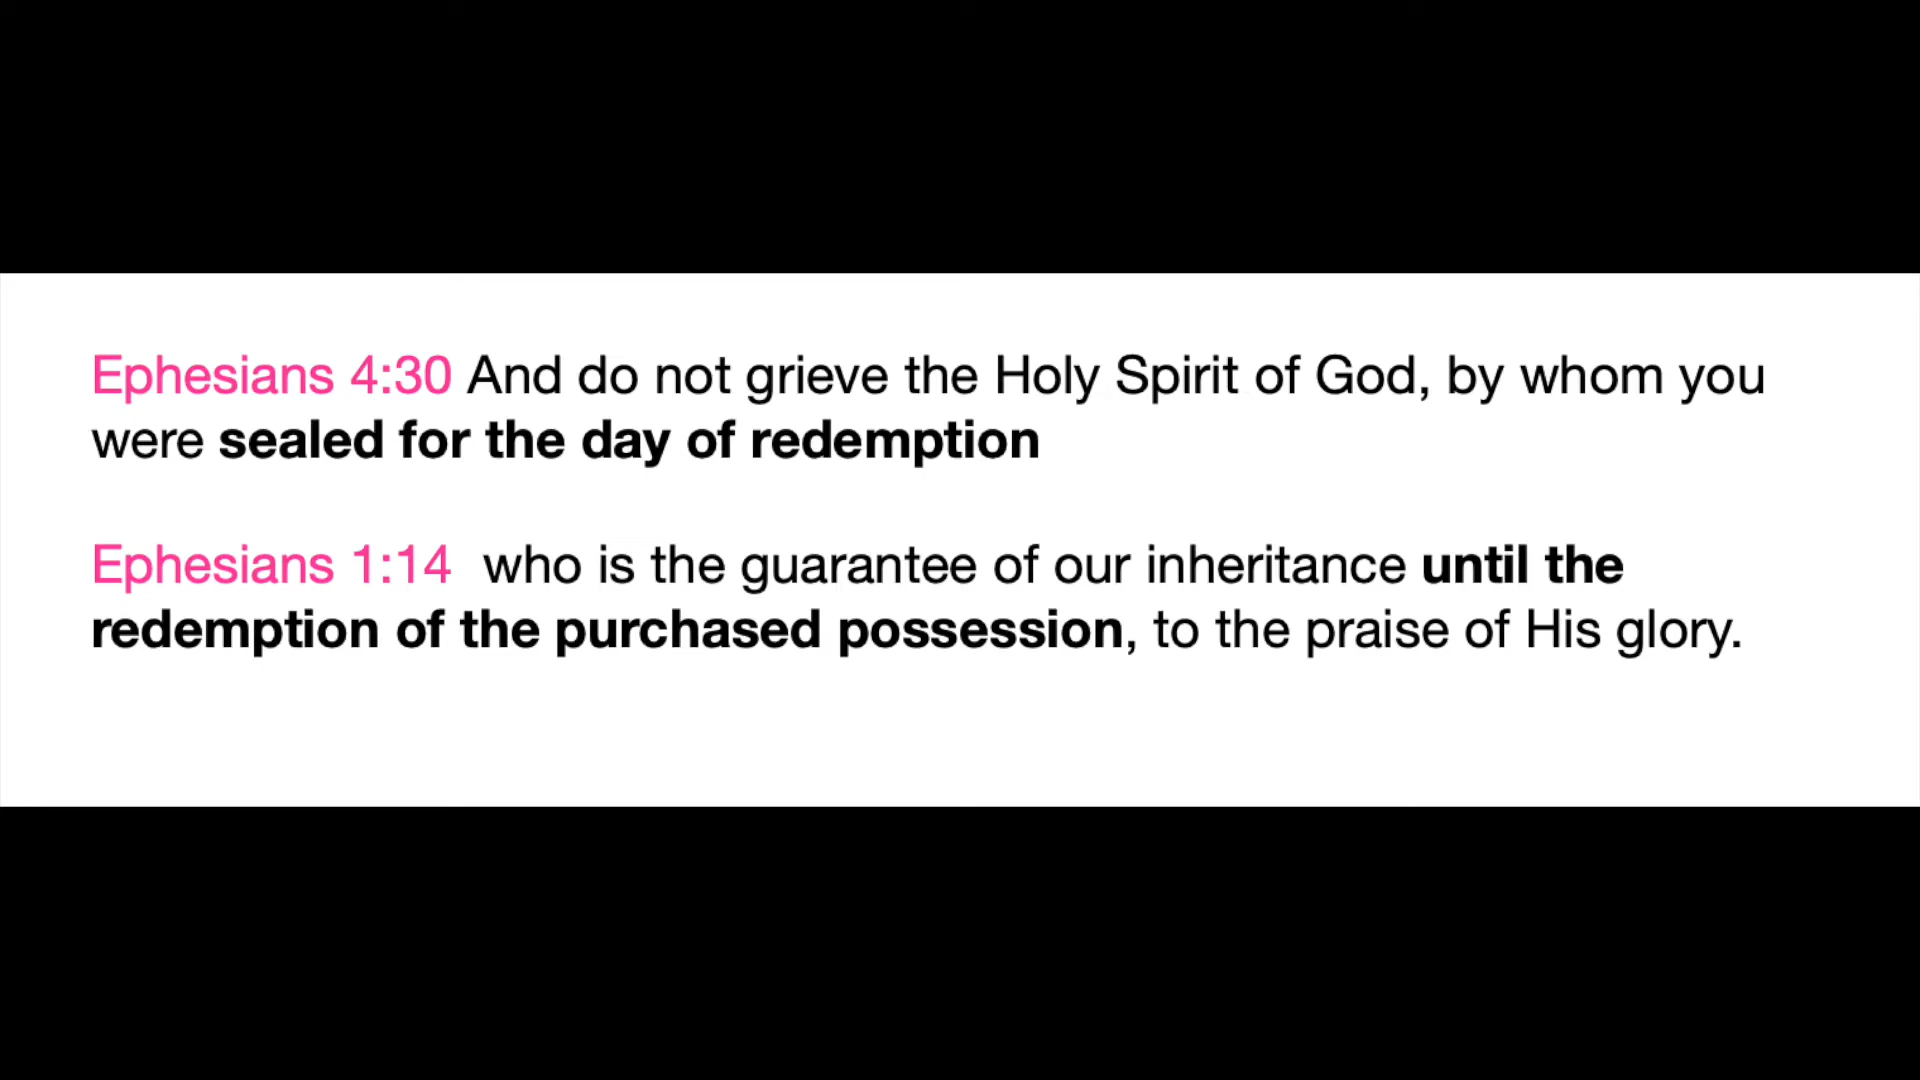 Ephesians 4:30 And do not grieve the Holy Spirit of God, by whom you
were sealed for the day of redemption
Ephesians 1:14  who is the guarantee of our inheritance until the
redemption of the purchased possession, to the praise of His glory.